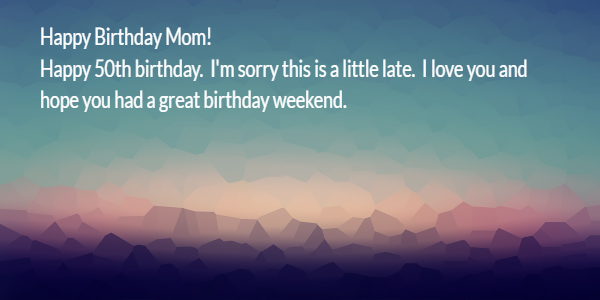 Happy Birthday Mom!
Happy 50th birthday.  I'm sorry this is a little late.  I love you and
hope you had a great birthday weekend.